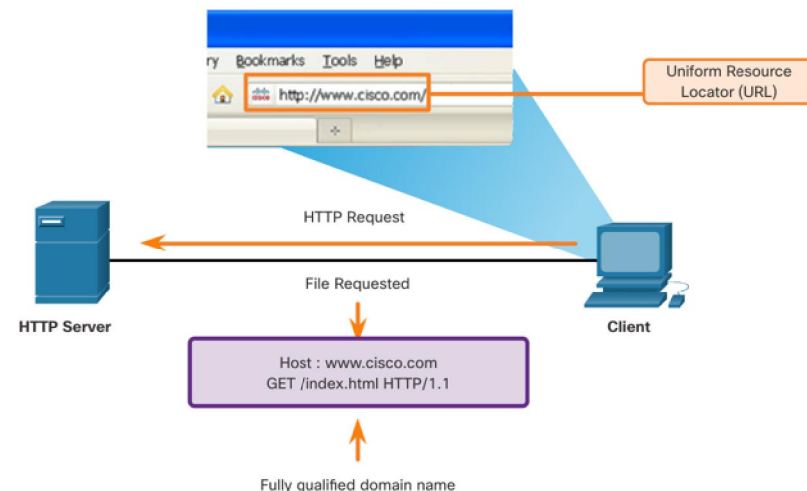 ry Bookmarks Tools Help
http://www.cisco.com/
Uniform Resource
Locator (URL)
HTTP Request
File Requested
HTTP Server
Client
Host : www.cisco.com
GET /index.html HTTP/1.1
Fully qualified domain name